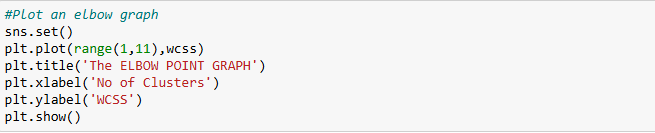 #Plot an elbow graph
sns.set()
plt.plot(range(1,11),wcss)
plt.title('The ELBOW POINT GRAPH')
plt.xlabel('No of Clusters')
plt.ylabel('WCSS')
plt.show()